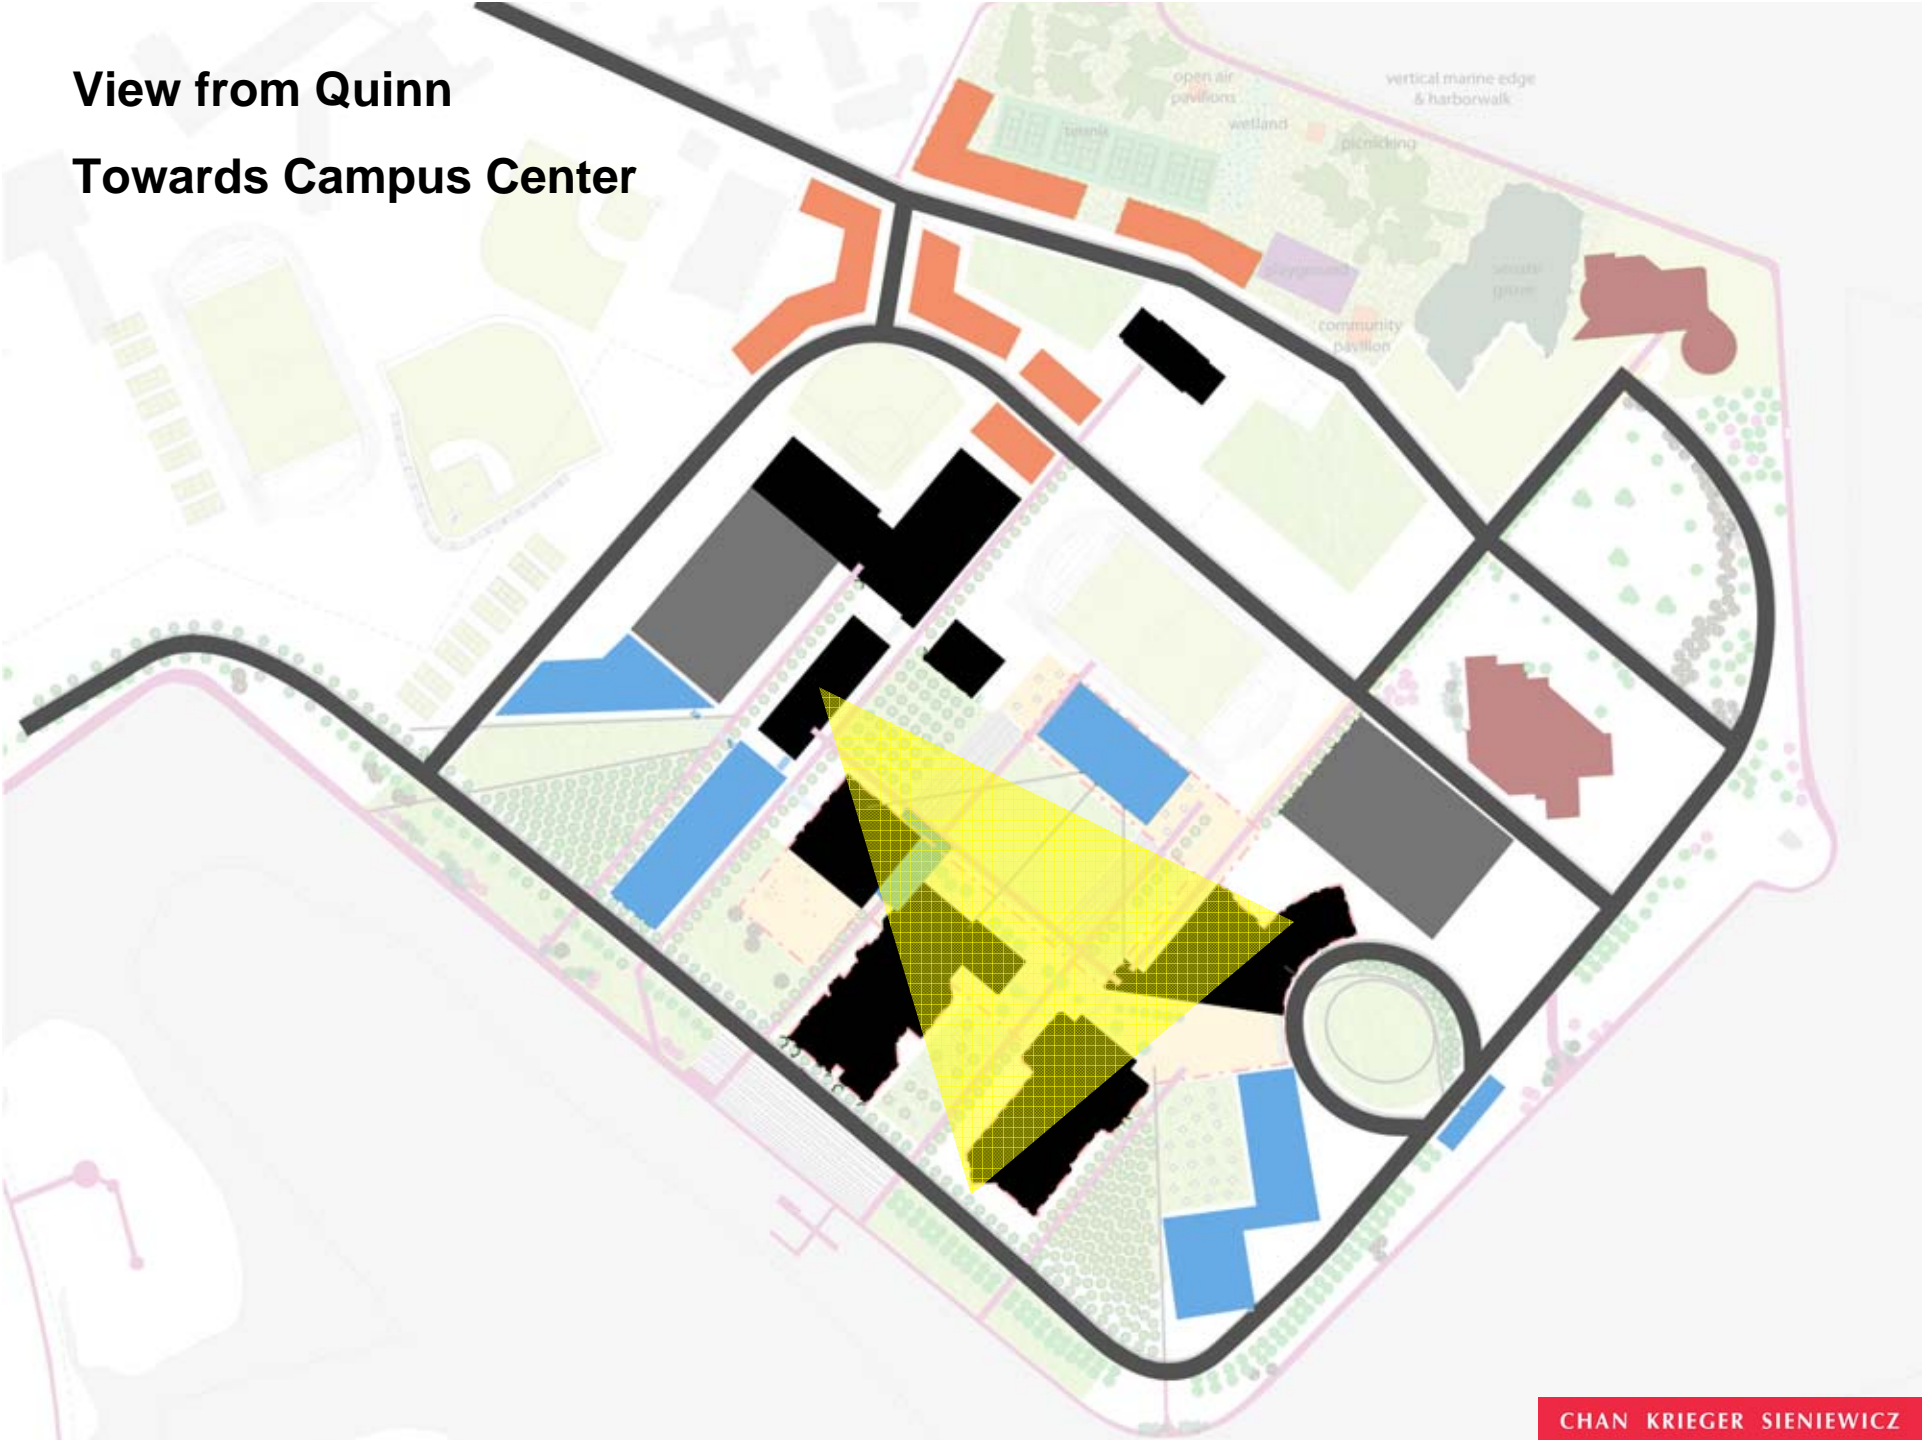 View from Quinn
Towards Campus Center
open air
pavilions
vertical marine edge
& harborwalk
tennis
wetland
picnicking
playground
community
pavilion
CHAN KRIEGER SIENIEWICZ